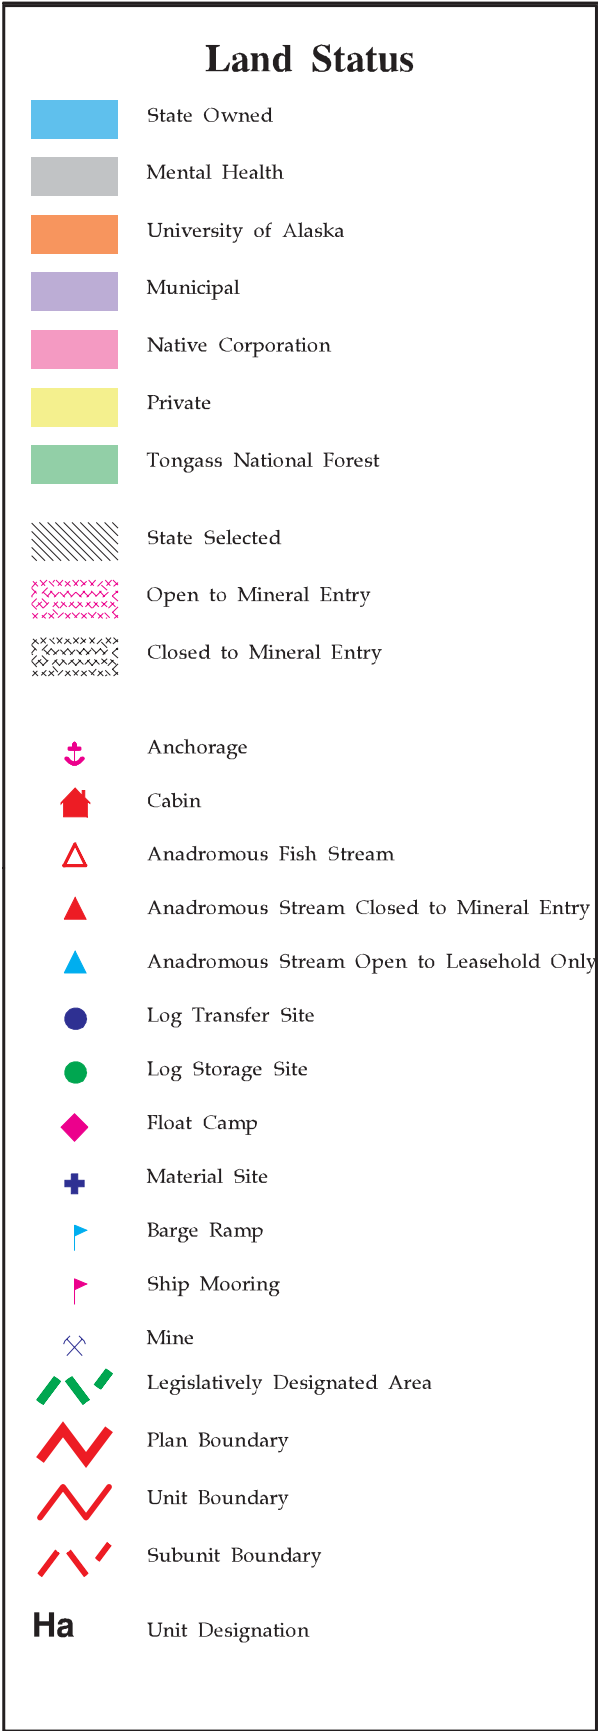 Land Status
State Owned
Mental Health
University of Alaska
Municipal
Native Corporation
Private
Tongass National Forest
State Selected
Open to Mineral Entry
Closed to Mineral Entry
Anchorage
Cabin
Anadromous Fish Stream
Anadromous Stream Closed to Mineral Entry
Anadromous Stream Open to Leasehold Only
Log Transfer Site
Log Storage Site
Float Camp
Material Site
Barge Ramp
Ship Mooring
Mine
Legislatively Designated Area
Plan Boundary
Unit Boundary
Subunit Boundary
Ha Unit Designation